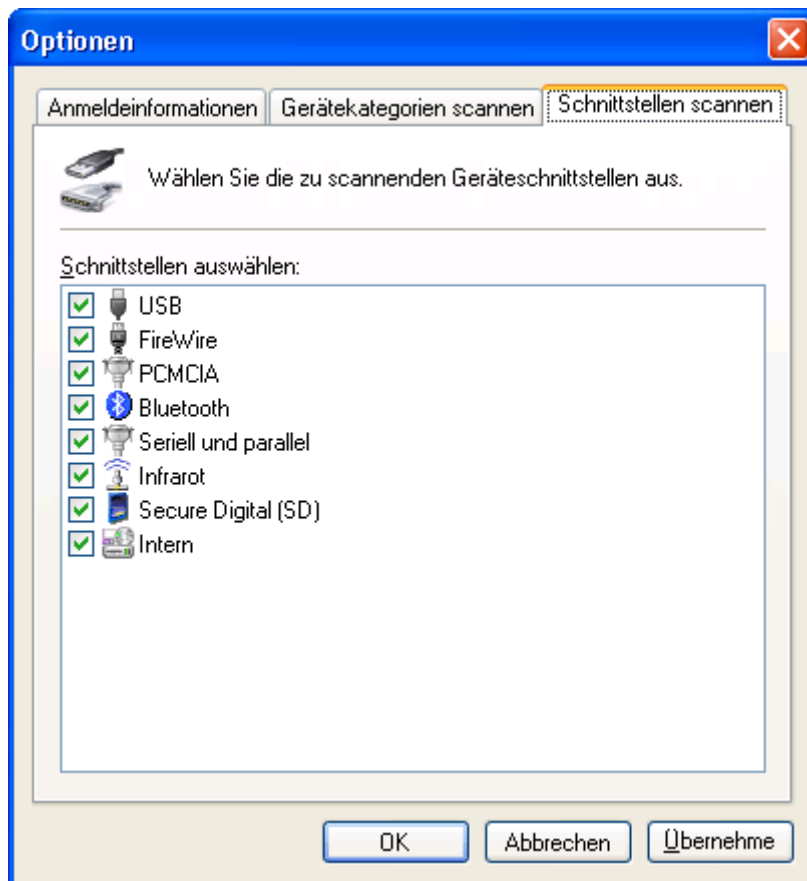 Optionen
Anmeldeinformationen Gerätekategorien scannen Schnittstellen scannen
Wählen Sie die zu scannenden Geräteschnittstellen aus.
Schnittstellen auswählen:
USB
FireWire
PCMCIA
Bluetooth
Seriell und parallel
Infrarot
Secure Digital (SD)
Intern
OK Abbrechen Übernehme